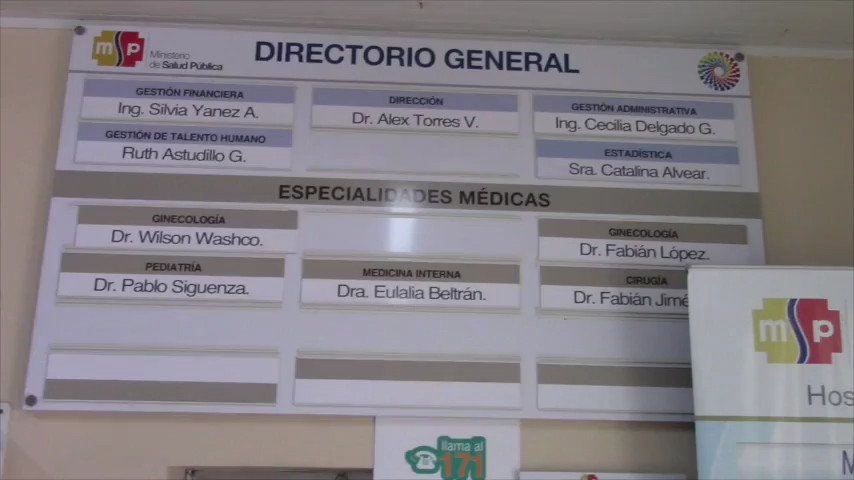 msp
Ministerio
de Salud Pública
DIRECTORIO GENERAL
GESTIÓN FINANCIERA
Ing. Silvia Yanez A.
DIRECCIÓN
Dr. Alex Torres V.
GESTIÓN ADMINISTRATIVA
Ing. Cecilia Delgado G.
GESTIÓN DE TALENTO HUMANO
Ruth Astudillo G.
ESTADÍSTICA
Sra. Catalina Alvear.
ESPECIALIDADES MÉDICAS
GINECOLOGÍA
Dr. Wilson Washco.
GINECOLOGÍA
Dr. Fabián López.
PEDIATRÍA
Dr. Pablo Siguenza.
MEDICINA INTERNA
Dra. Eulalia Beltrán.
CIRUGÍA
Dr. Fabián Jimé
msp
Hos
M
llama al
171